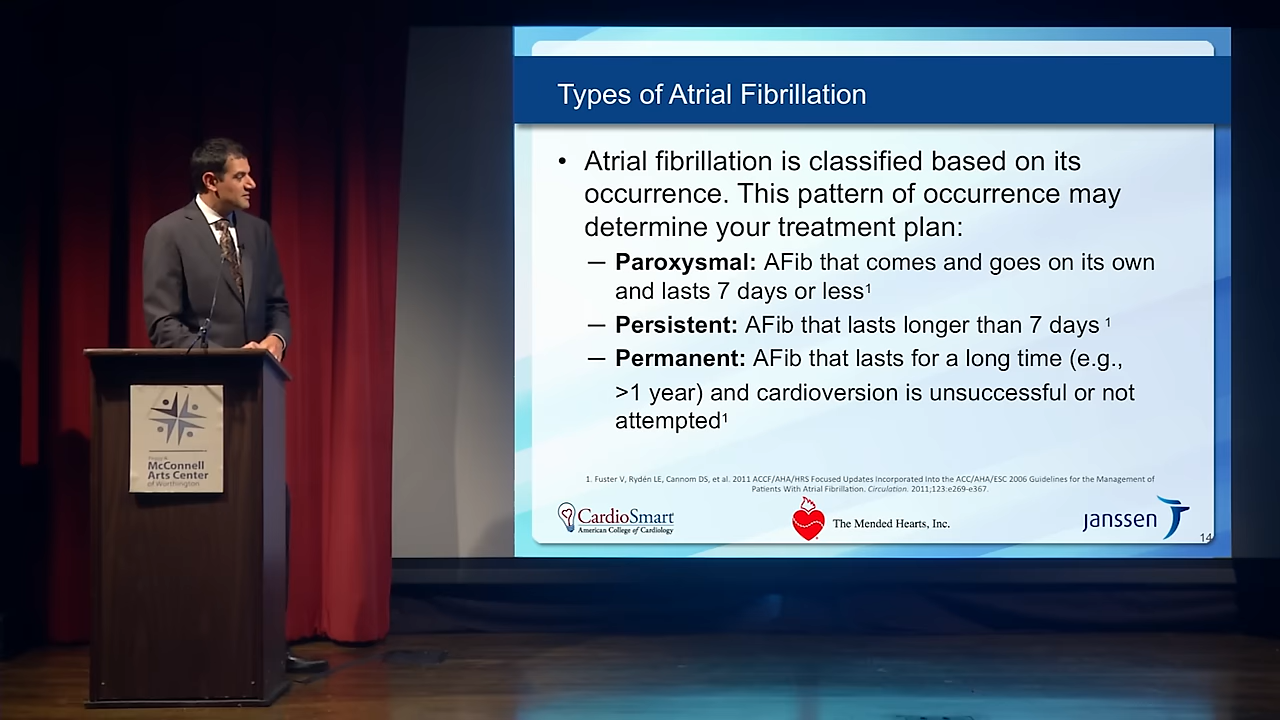 Types of Atrial Fibrillation
• Atrial fibrillation is classified based on its
occurrence. This pattern of occurrence may
determine your treatment plan:
— Paroxysmal: AFib that comes and goes on its own
and lasts 7 days or less¹
— Persistent: AFib that lasts longer than 7 days ¹
— Permanent: AFib that lasts for a long time (e.g.,
>1 year) and cardioversion is unsuccessful or not
attempted¹
1. Fuster V, Rydén LE, Cannom DS, et al. 2011 ACCF/AHA/HRS Focused Updates Incorporated Into the ACC/AHA/ESC 2006 Guidelines for the Management of
Patients With Atrial Fibrillation. Circulation. 2011;123:e269-e367.
CardioSmart
American College of Cardiology
The Mended Hearts, Inc.
janssen
14
McConnell
Arts Center
of Worthington